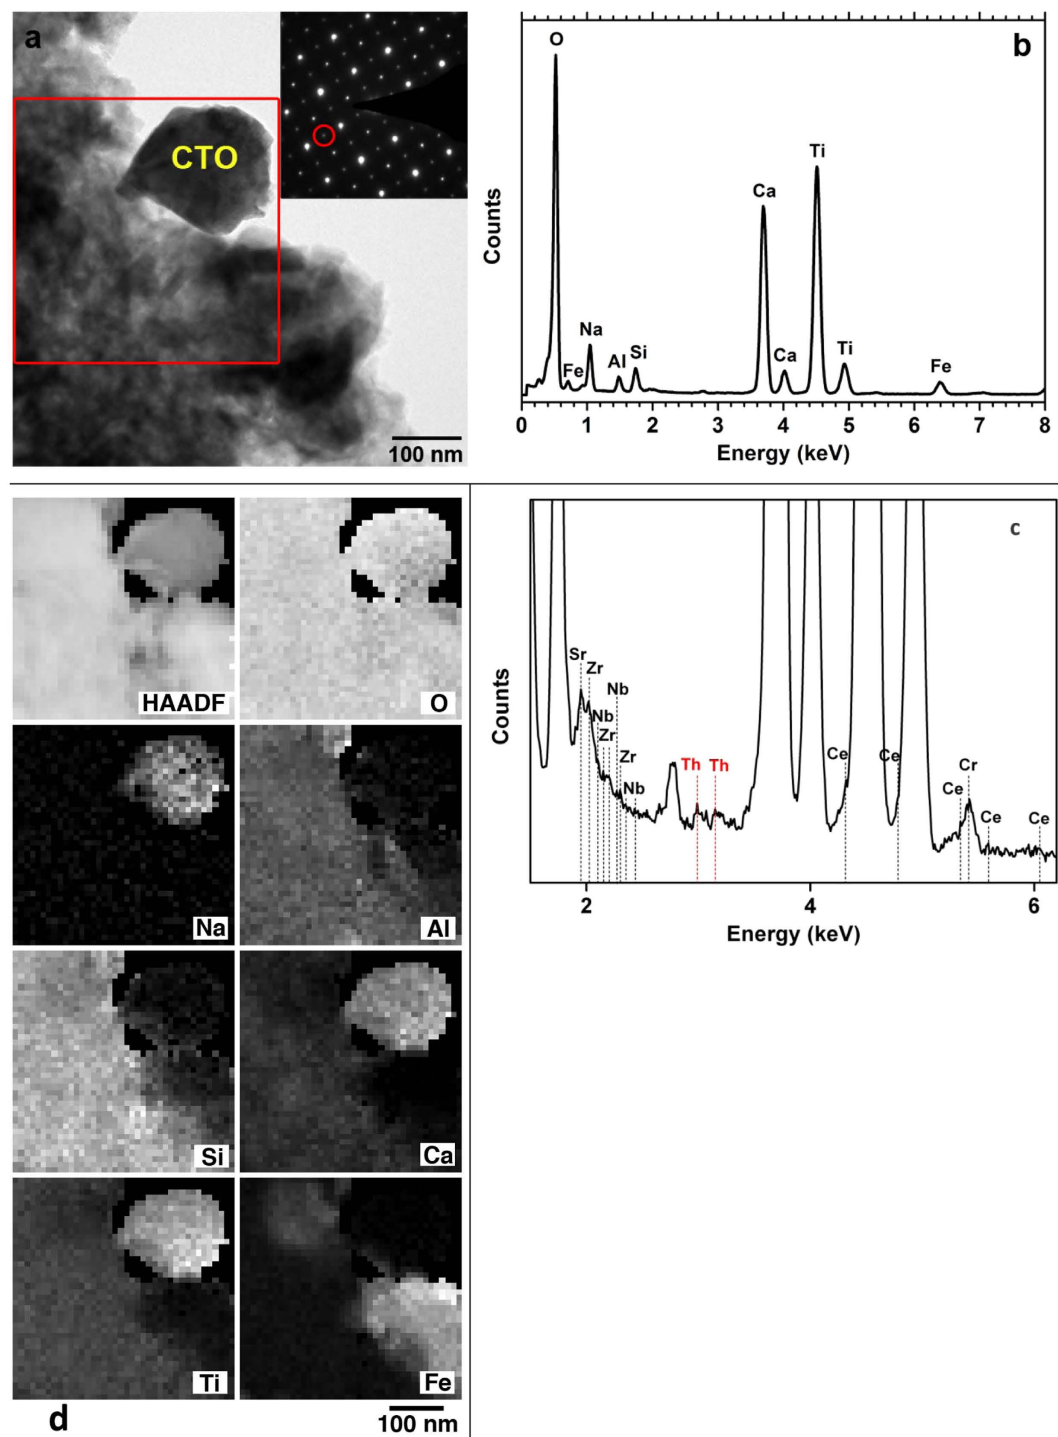 a
CTO
100 nm
b
O
Fe
Na
Al
Si
Ca
Ca
Ti
Ti
Fe
Counts
0 1 2 3 4 5 6 7 8
Energy (keV)
HAADF
O
Na
Al
Si
Ca
Ti
Fe
d
100 nm
c
Sr
Zr
Nb
Nb
Zr
Zr
Nb
Th
Th
Ce
Ce
Ce
Cr
Ce
Ce
Counts
2 4 6
Energy (keV)